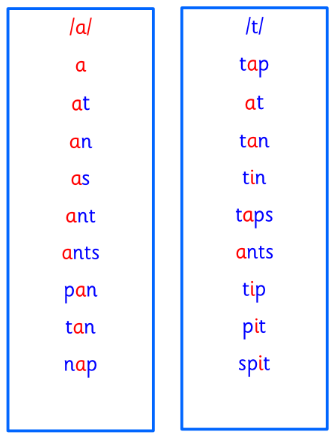 /a/
a
at
an
as
ant
ants
pan
tan
nap
/t/
tap
at
tan
tin
taps
ants
tip
pit
spit